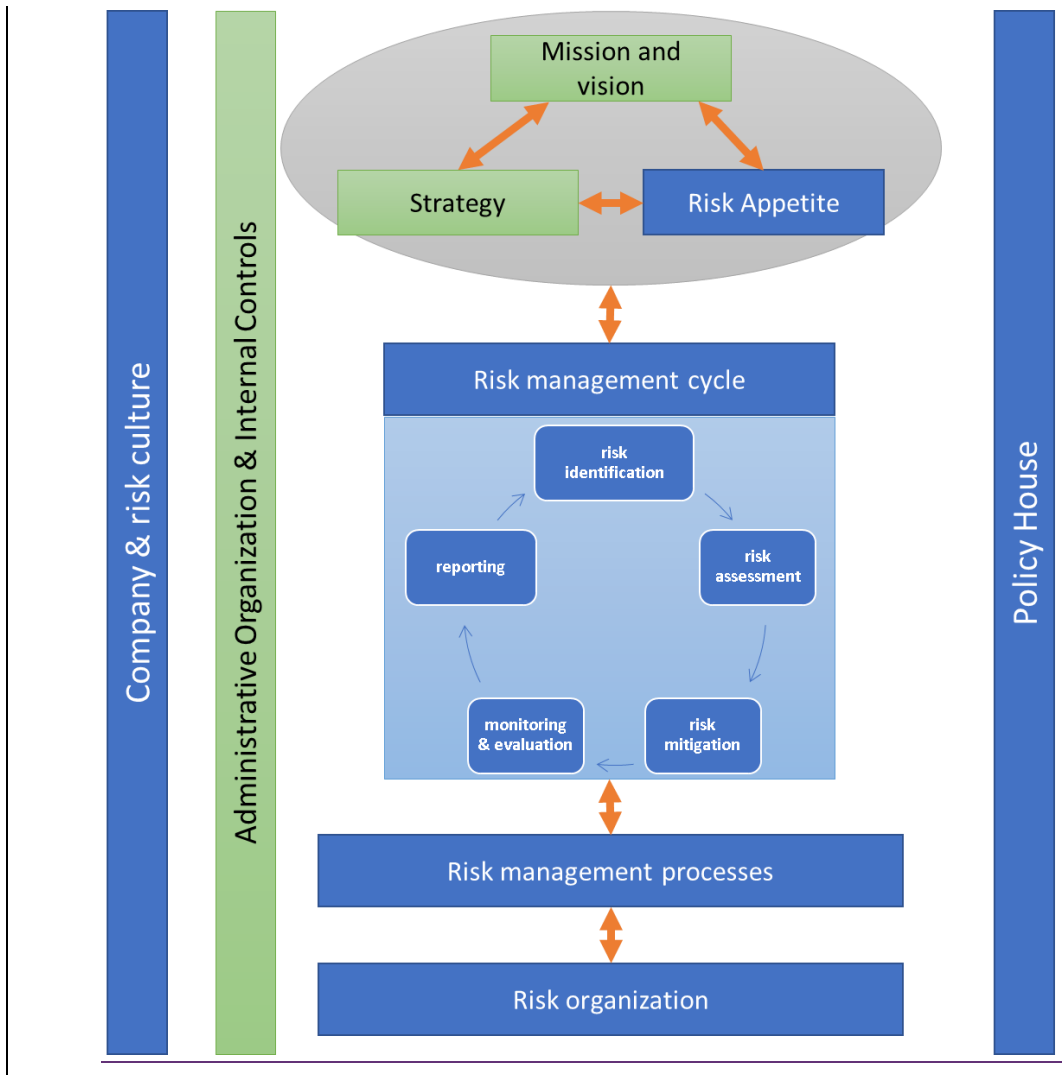 Company & risk culture
Administrative Organization & Internal Controls
Mission and
vision
Strategy
Risk Appetite
Risk management cycle
risk
identification
risk
assessment
risk
mitigation
monitoring
& evaluation
reporting
Risk management processes
Risk organization
Policy House